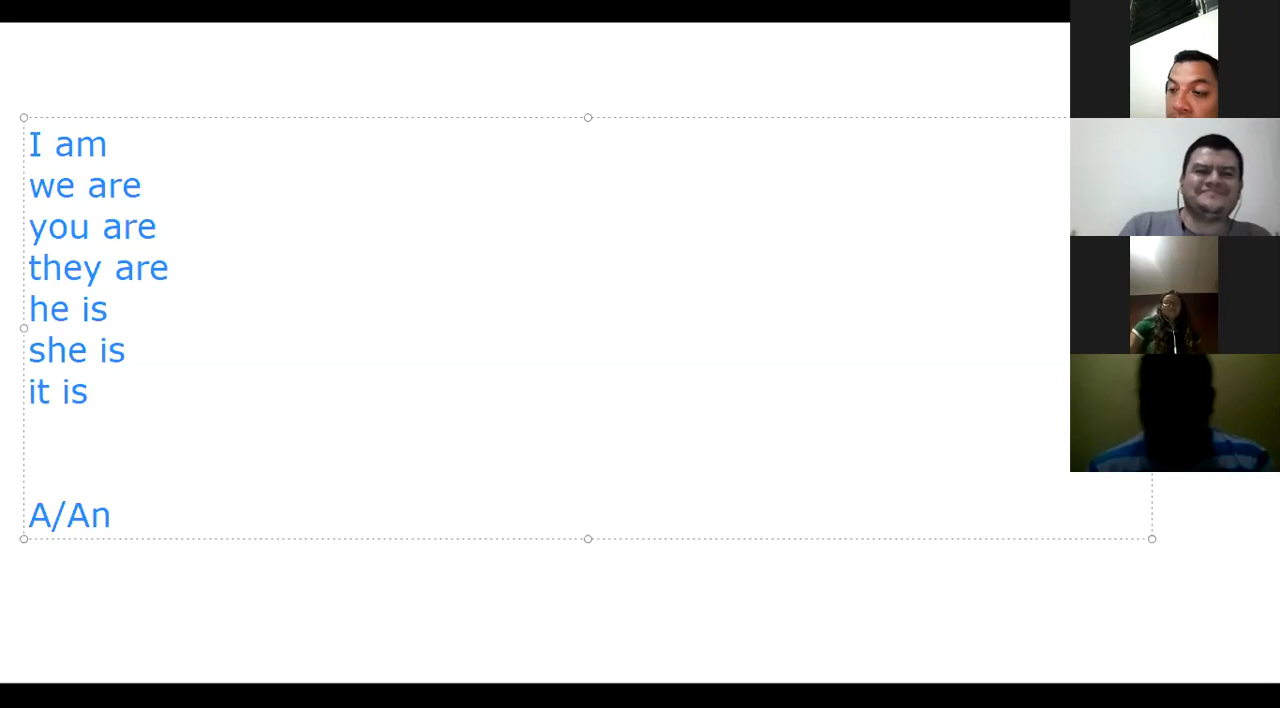 I am
we are
you are
they are
he is
she is
it is
A/An